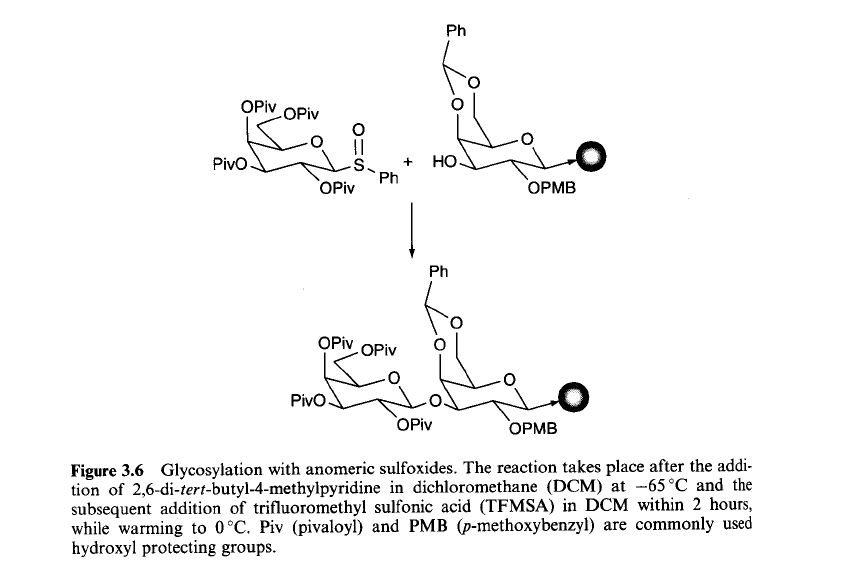 Ph
O
O
OPiv
OPiv
O
O
PivO
S
Ph
OPiv
+
HO
O
OPMB
Ph
O
O
OPiv
OPiv
O
O
PivO
O
OPiv
OPMB
Figure 3.6 Glycosylation with anomeric sulfoxides. The reaction takes place after the addi-
tion of 2,6-di-tert-butyl-4-methylpyridine in dichloromethane (DCM) at −65 °C and the
subsequent addition of trifluoromethyl sulfonic acid (TFMSA) in DCM within 2 hours,
while warming to 0 °C. Piv (pivaloyl) and PMB (p-methoxybenzyl) are commonly used
hydroxyl protecting groups.